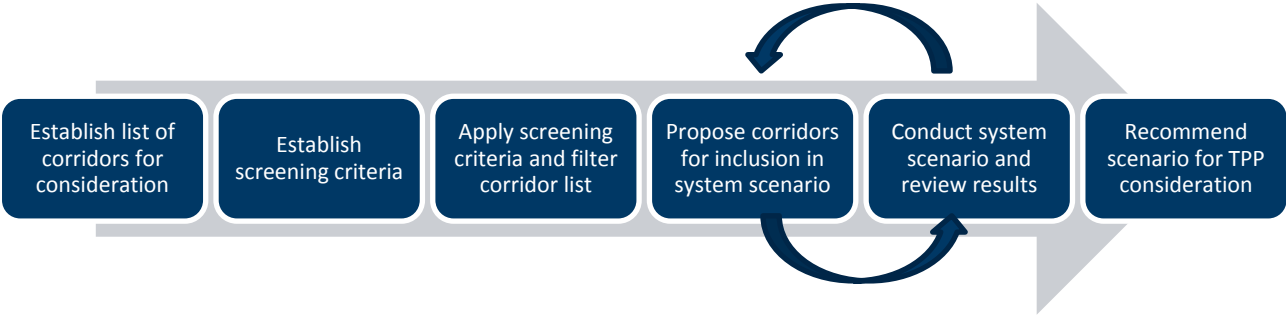 Establish list of
corridors for
consideration
Establish
screening criteria
Apply screening
criteria and filter
corridor list
Propose corridors
for inclusion in
system scenario
Conduct system
scenario and
review results
Recommend
scenario for TPP
consideration